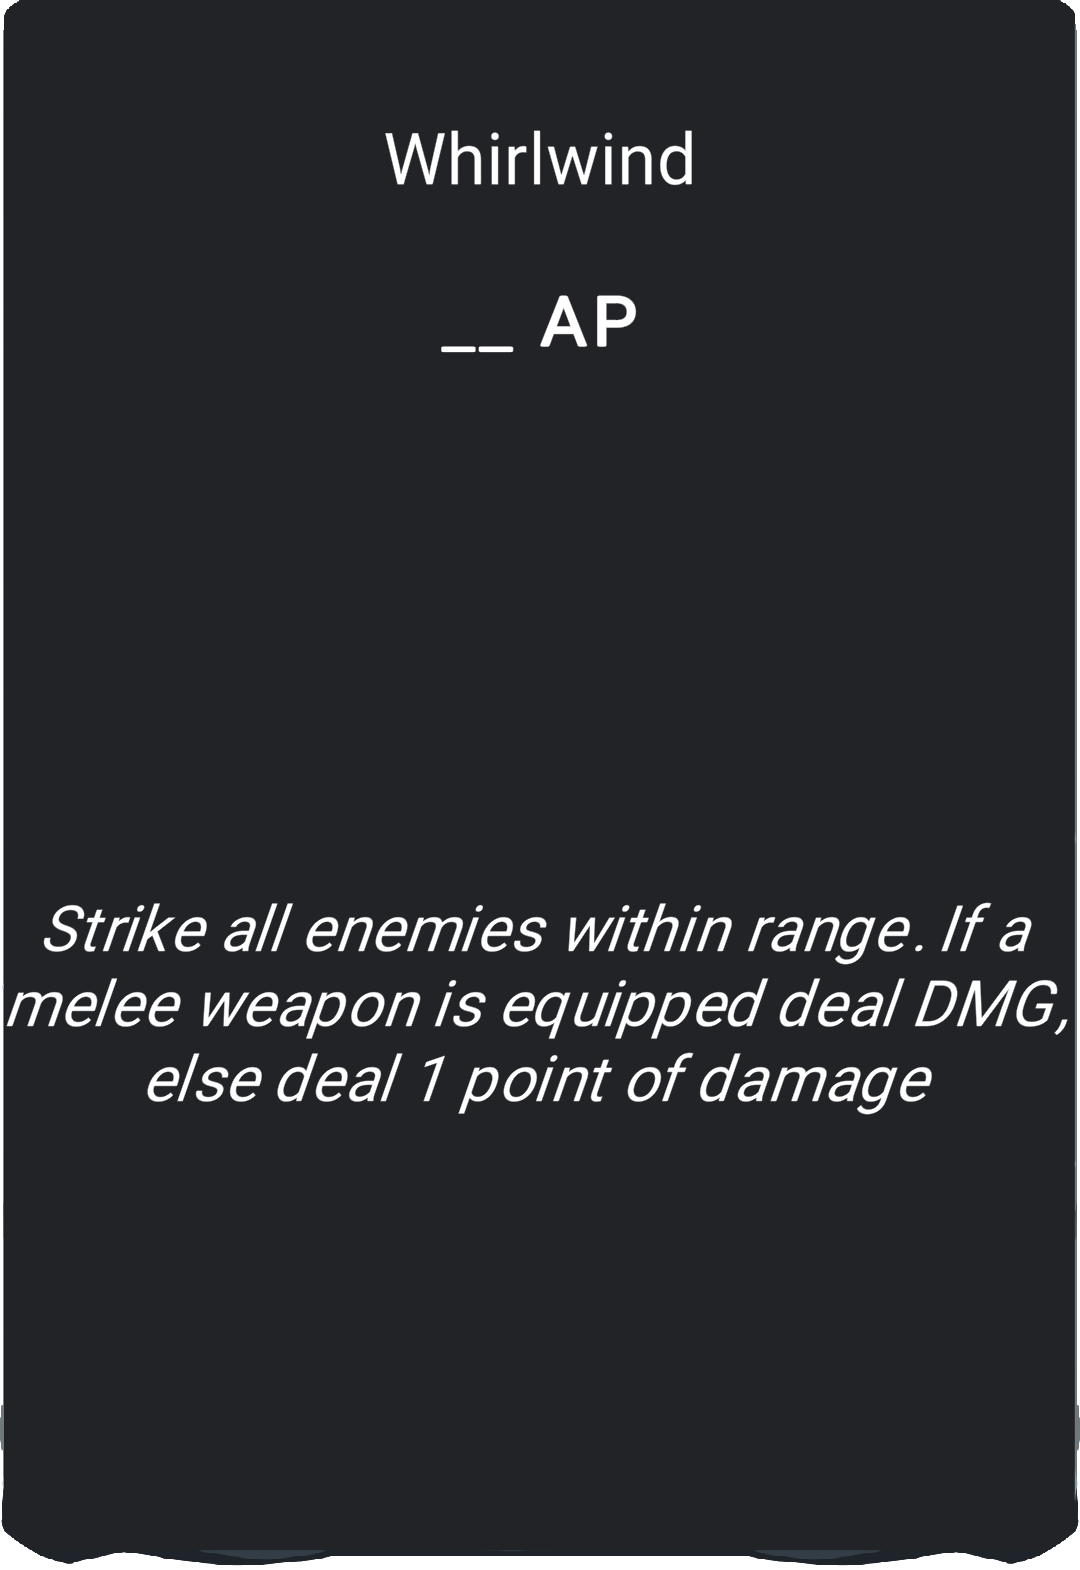 Whirlwind
__ AP
Strike all enemies within range. If a
melee weapon is equipped deal DMG,
else deal 1 point of damage